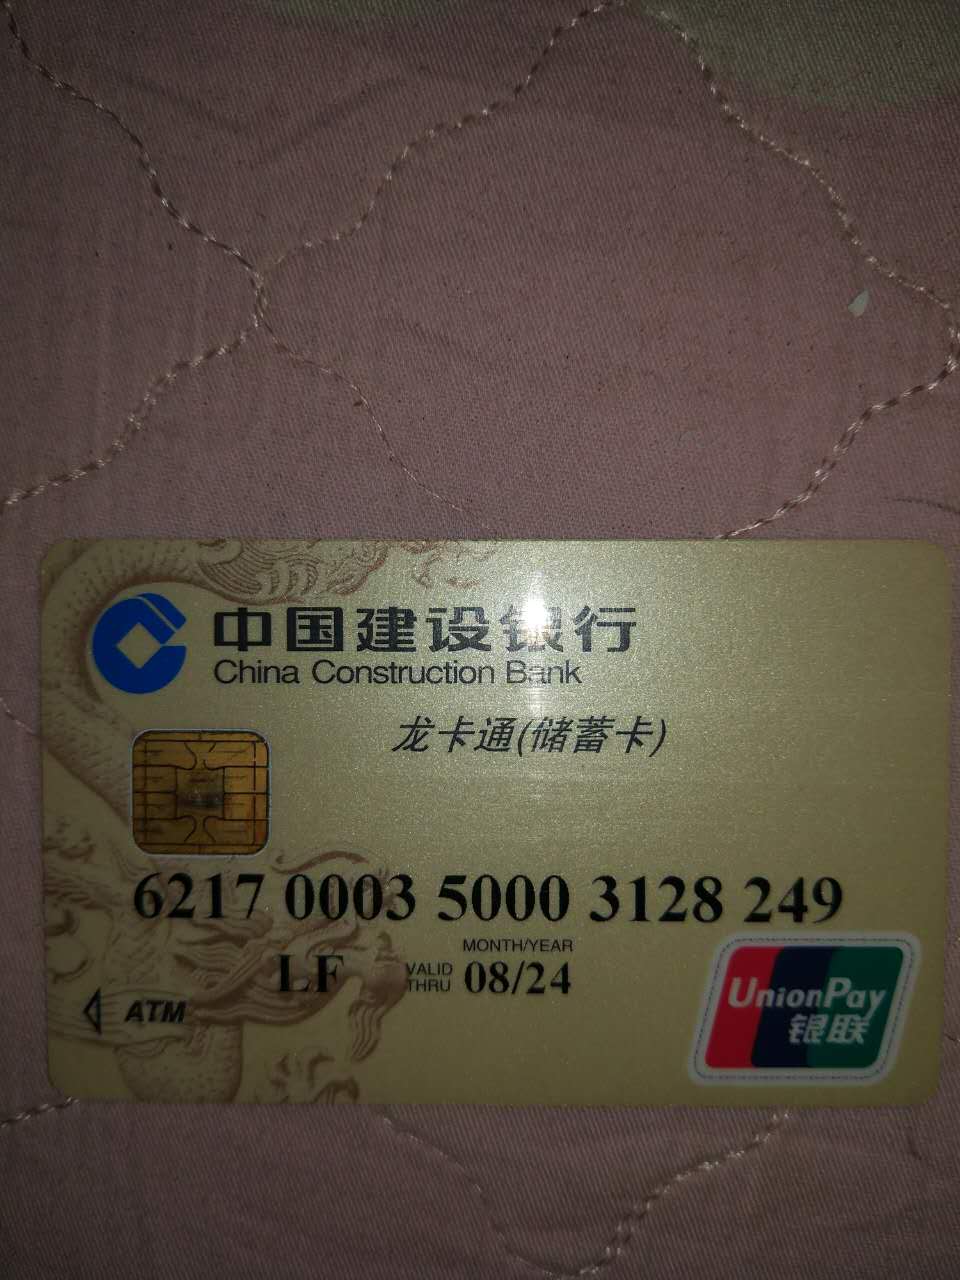 中国建设银行
China Construction Bank
龙卡通(储蓄卡)
6217 0003 5000 3128 249
MONTH/YEAR
LF VALID THRU 08/24
ATM
UnionPay
银联